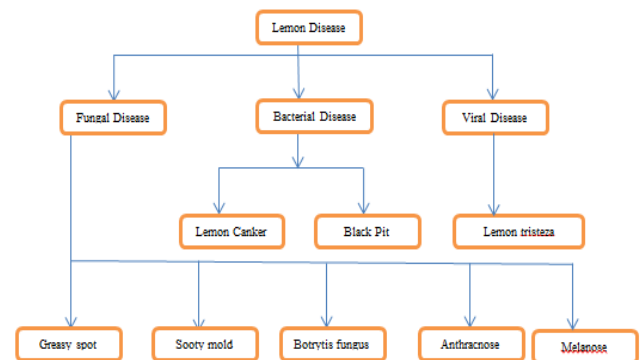 Lemon Disease
Fungal Disease
Bacterial Disease
Viral Disease
Lemon Canker
Black Pit
Lemon tristeza
Greasy spot
Sooty mold
Botrytis fungus
Anthracnose
Melanose